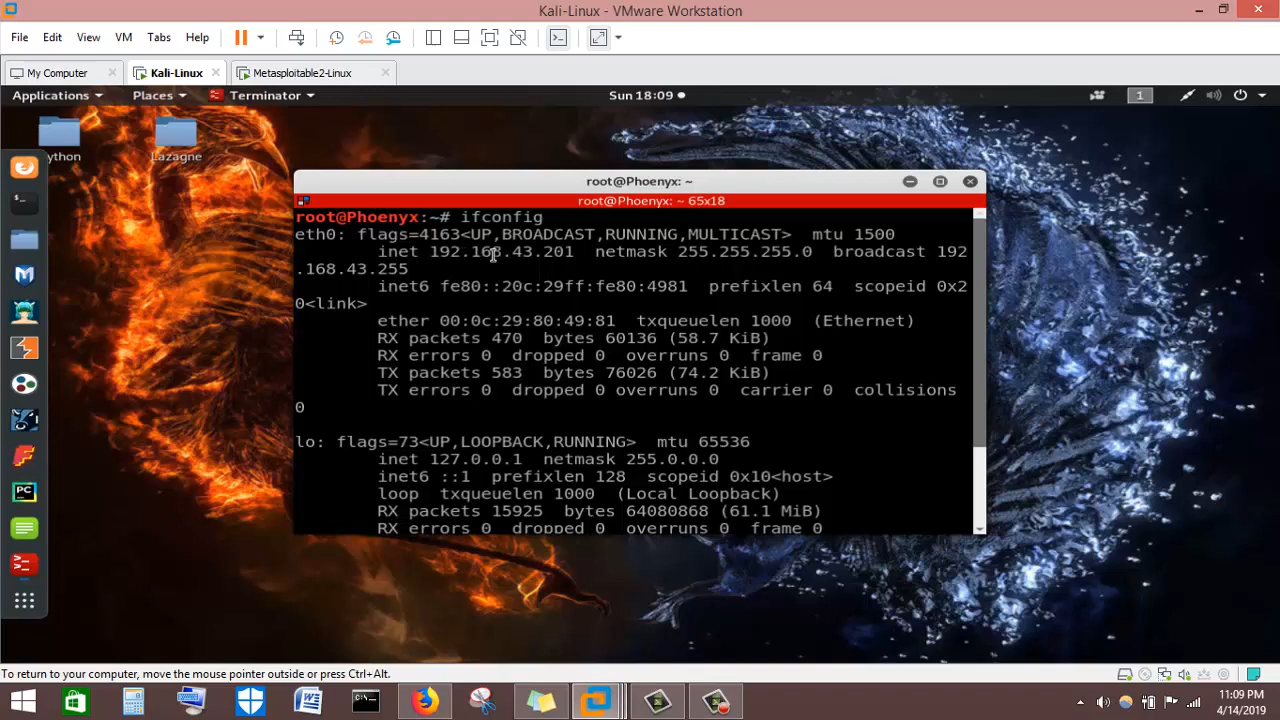 Kali-Linux - VMware Workstation
File Edit View VM Tabs Help
My Computer Kali-Linux Metasploitable2-Linux
Applications Places Terminator Sun 18:09 1
ython Lazagne
root@Phoenyx: ~
root@Phoenyx: ~ 65x18
root@Phoenyx:~# ifconfig
eth0: flags=4163<UP,BROADCAST,RUNNING,MULTICAST> mtu 1500
inet 192.168.43.201 netmask 255.255.255.0 broadcast 192
.168.43.255
inet6 fe80::20c:29ff:fe80:4981 prefixlen 64 scopeid 0x2
0<link>
ether 00:0c:29:80:49:81 txqueuelen 1000 (Ethernet)
RX packets 470 bytes 60136 (58.7 KiB)
RX errors 0 dropped 0 overruns 0 frame 0
TX packets 583 bytes 76026 (74.2 KiB)
TX errors 0 dropped 0 overruns 0 carrier 0 collisions
0
lo: flags=73<UP,LOOPBACK,RUNNING> mtu 65536
inet 127.0.0.1 netmask 255.0.0.0
inet6 ::1 prefixlen 128 scopeid 0x10<host>
loop txqueuelen 1000 (Local Loopback)
RX packets 15925 bytes 64080868 (61.1 MiB)
RX errors 0 dropped 0 overruns 0 frame 0
To return to your computer, move the mouse pointer outside or press Ctrl+Alt.
11:09 PM
4/14/2019